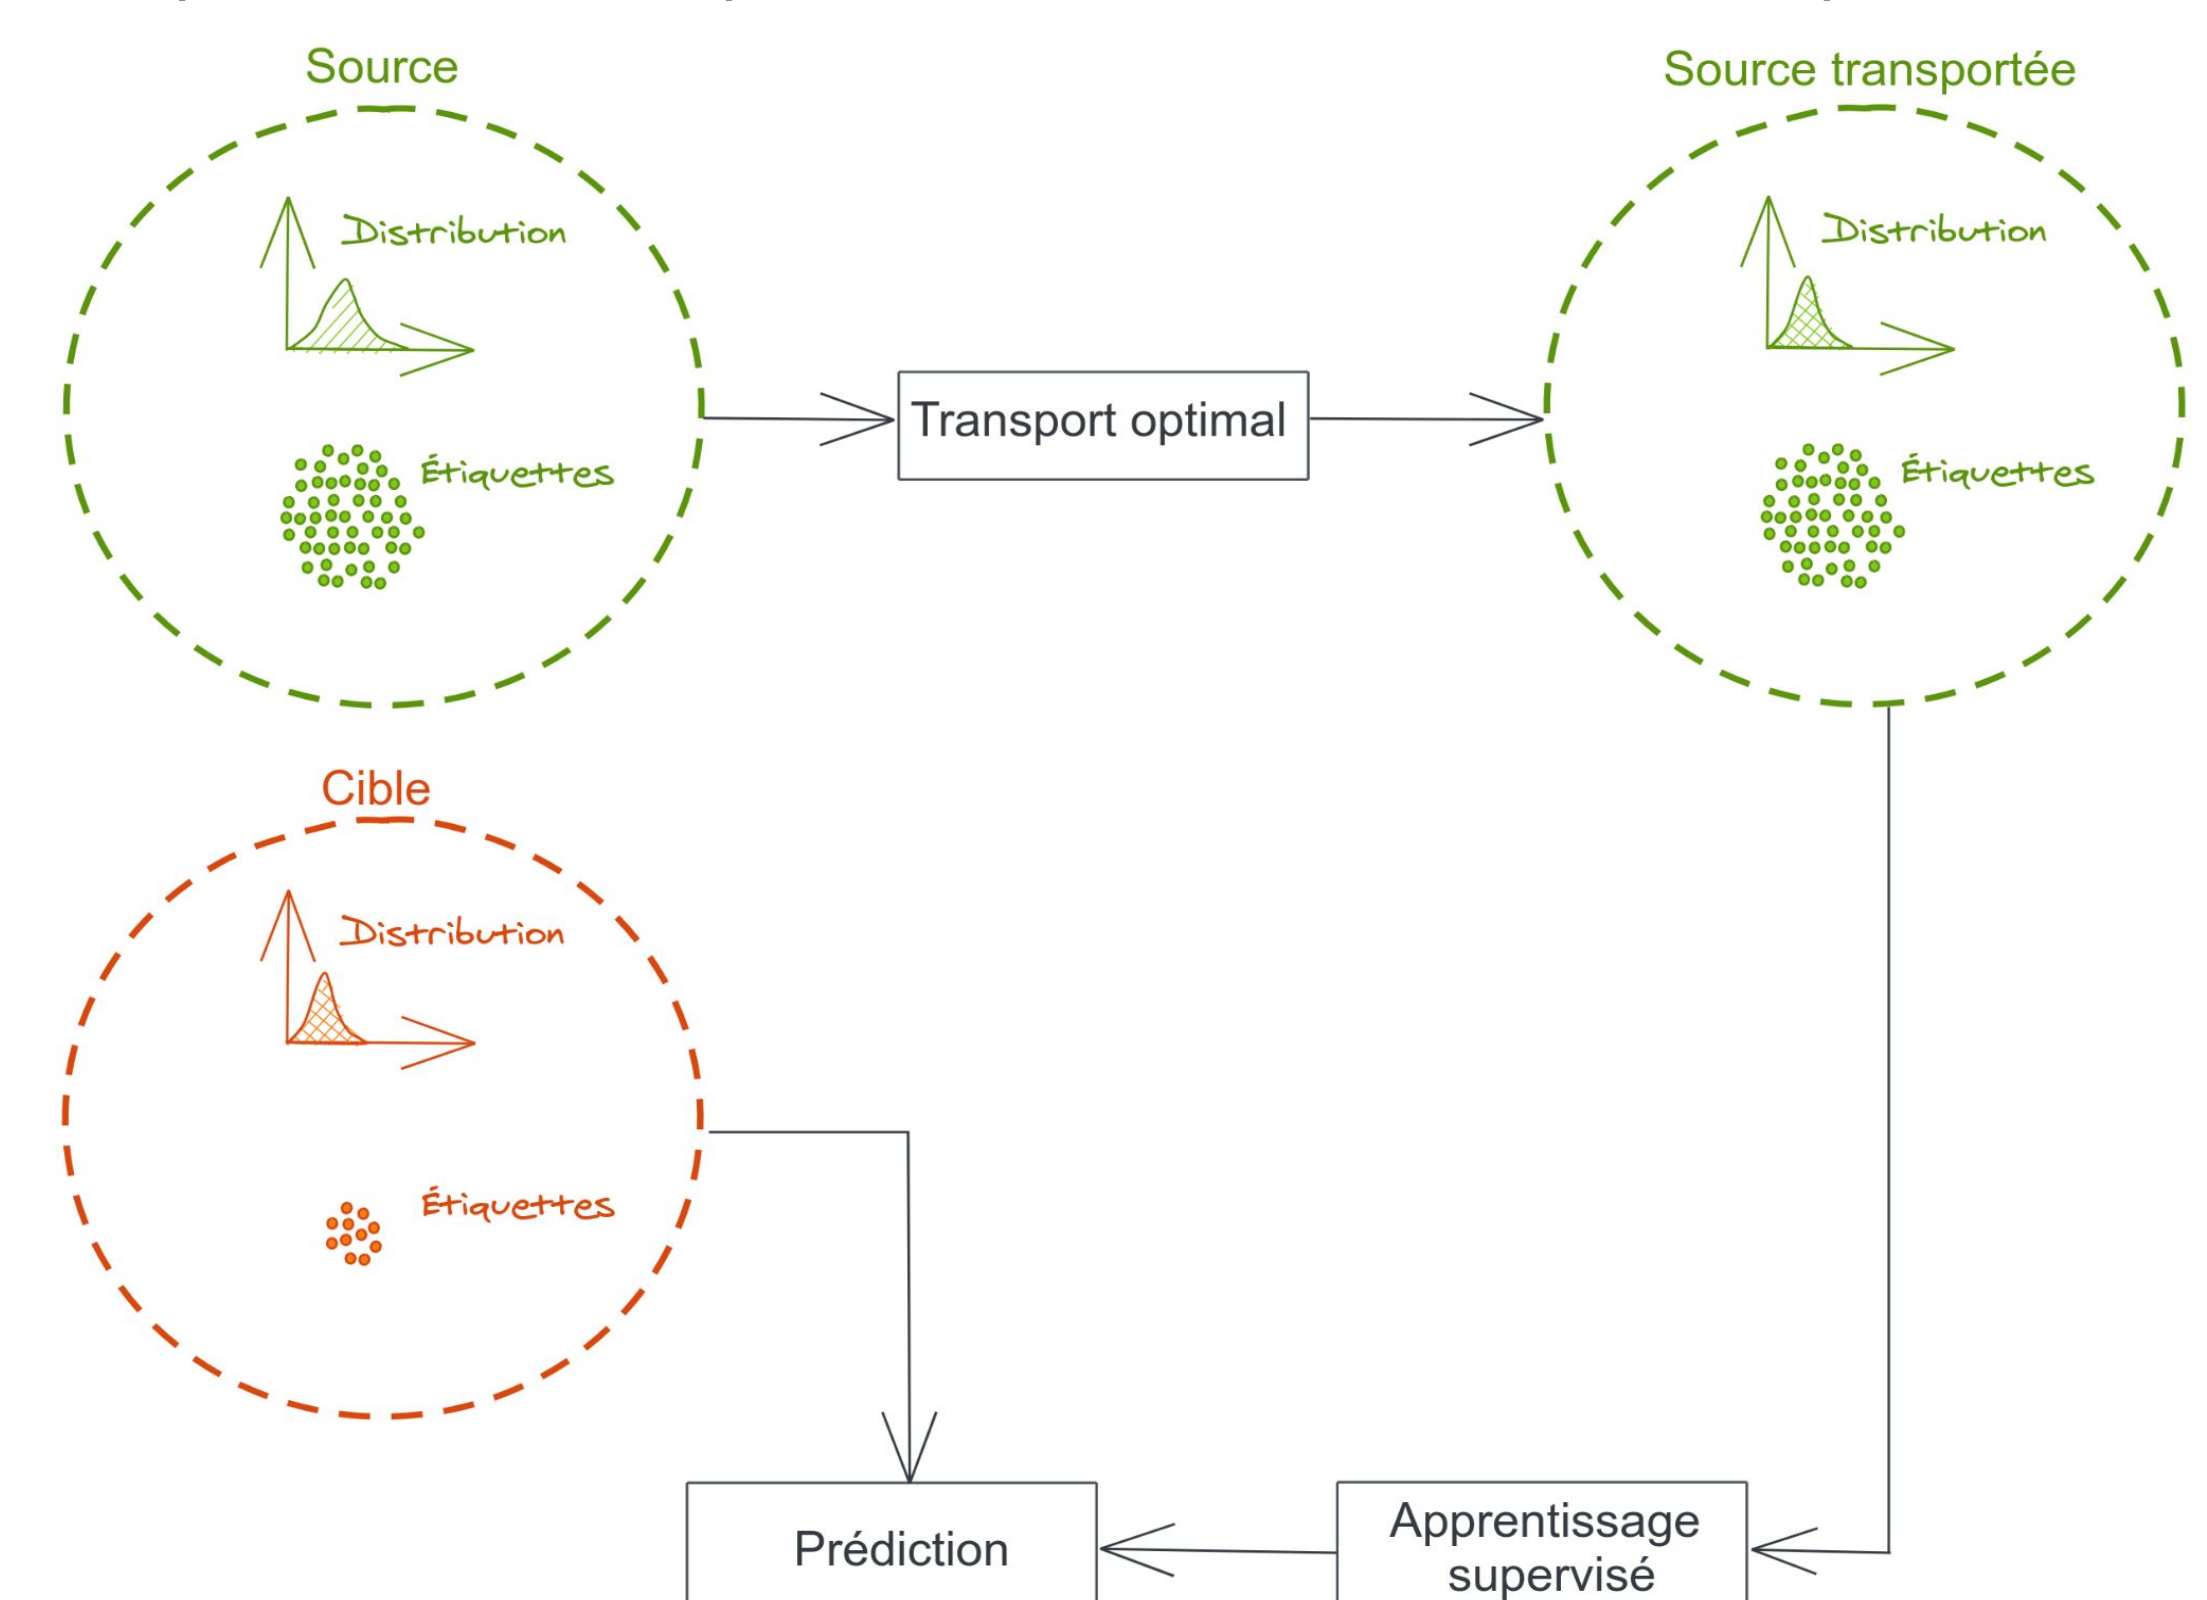 Source
Source transportée
Distribution
Distribution
Étiquettes
Étiquettes
Transport optimal
Cible
Distribution
Étiquettes
Prédiction
Apprentissage
supervisé